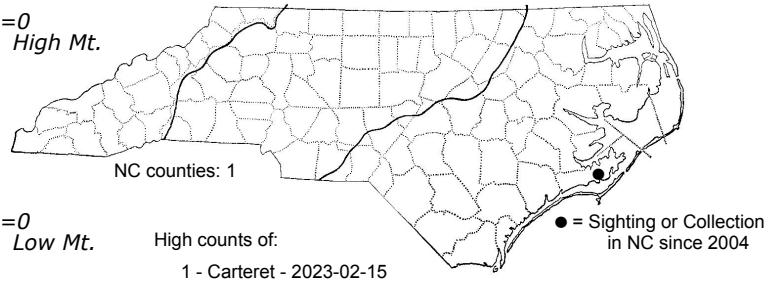 =0
High Mt.
NC counties: 1
=0
Low Mt.
High counts of:
1 - Carteret - 2023-02-15
● = Sighting or Collection
in NC since 2004